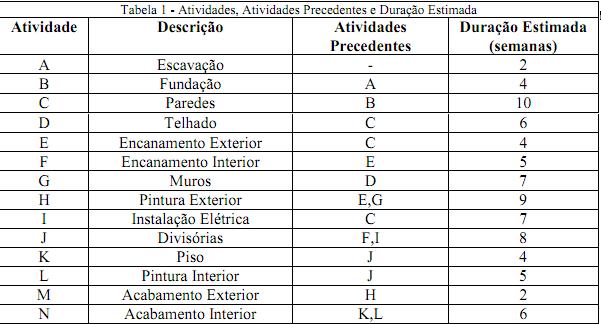 Tabela 1 - Atividades, Atividades Precedentes e Duração Estimada
Atividade Descrição Atividades Precedentes Duração Estimada (semanas)
A Escavação - 2
B Fundação A 4
C Paredes B 10
D Telhado C 6
E Encanamento Exterior C 4
F Encanamento Interior E 5
G Muros D 7
H Pintura Exterior E,G 9
I Instalação Elétrica C 7
J Divisórias F,I 8
K Piso J 4
L Pintura Interior J 5
M Acabamento Exterior H 2
N Acabamento Interior K,L 6